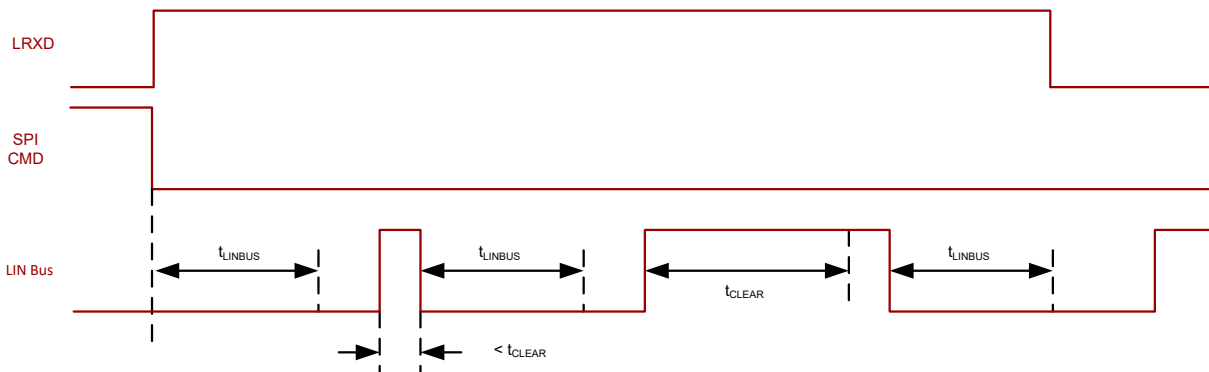 LRXD
SPI
CMD
LIN Bus
tLINBUS
tLINBUS
tCLEAR
tLINBUS
< tCLEAR